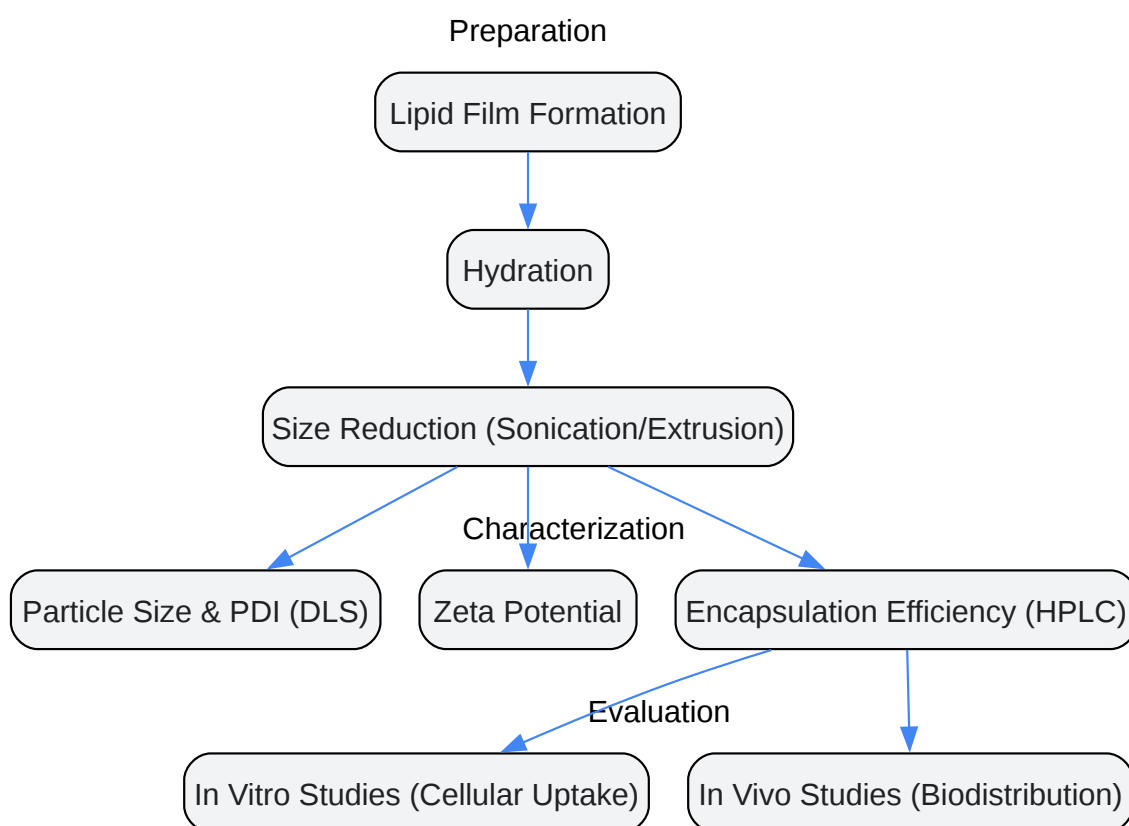 Preparation
Lipid Film Formation
Hydration
Size Reduction (Sonication/Extrusion)
Characterization
Particle Size & PDI (DLS)
Zeta Potential
Encapsulation Efficiency (HPLC)
Evaluation
In Vitro Studies (Cellular Uptake)
In Vivo Studies (Biodistribution)